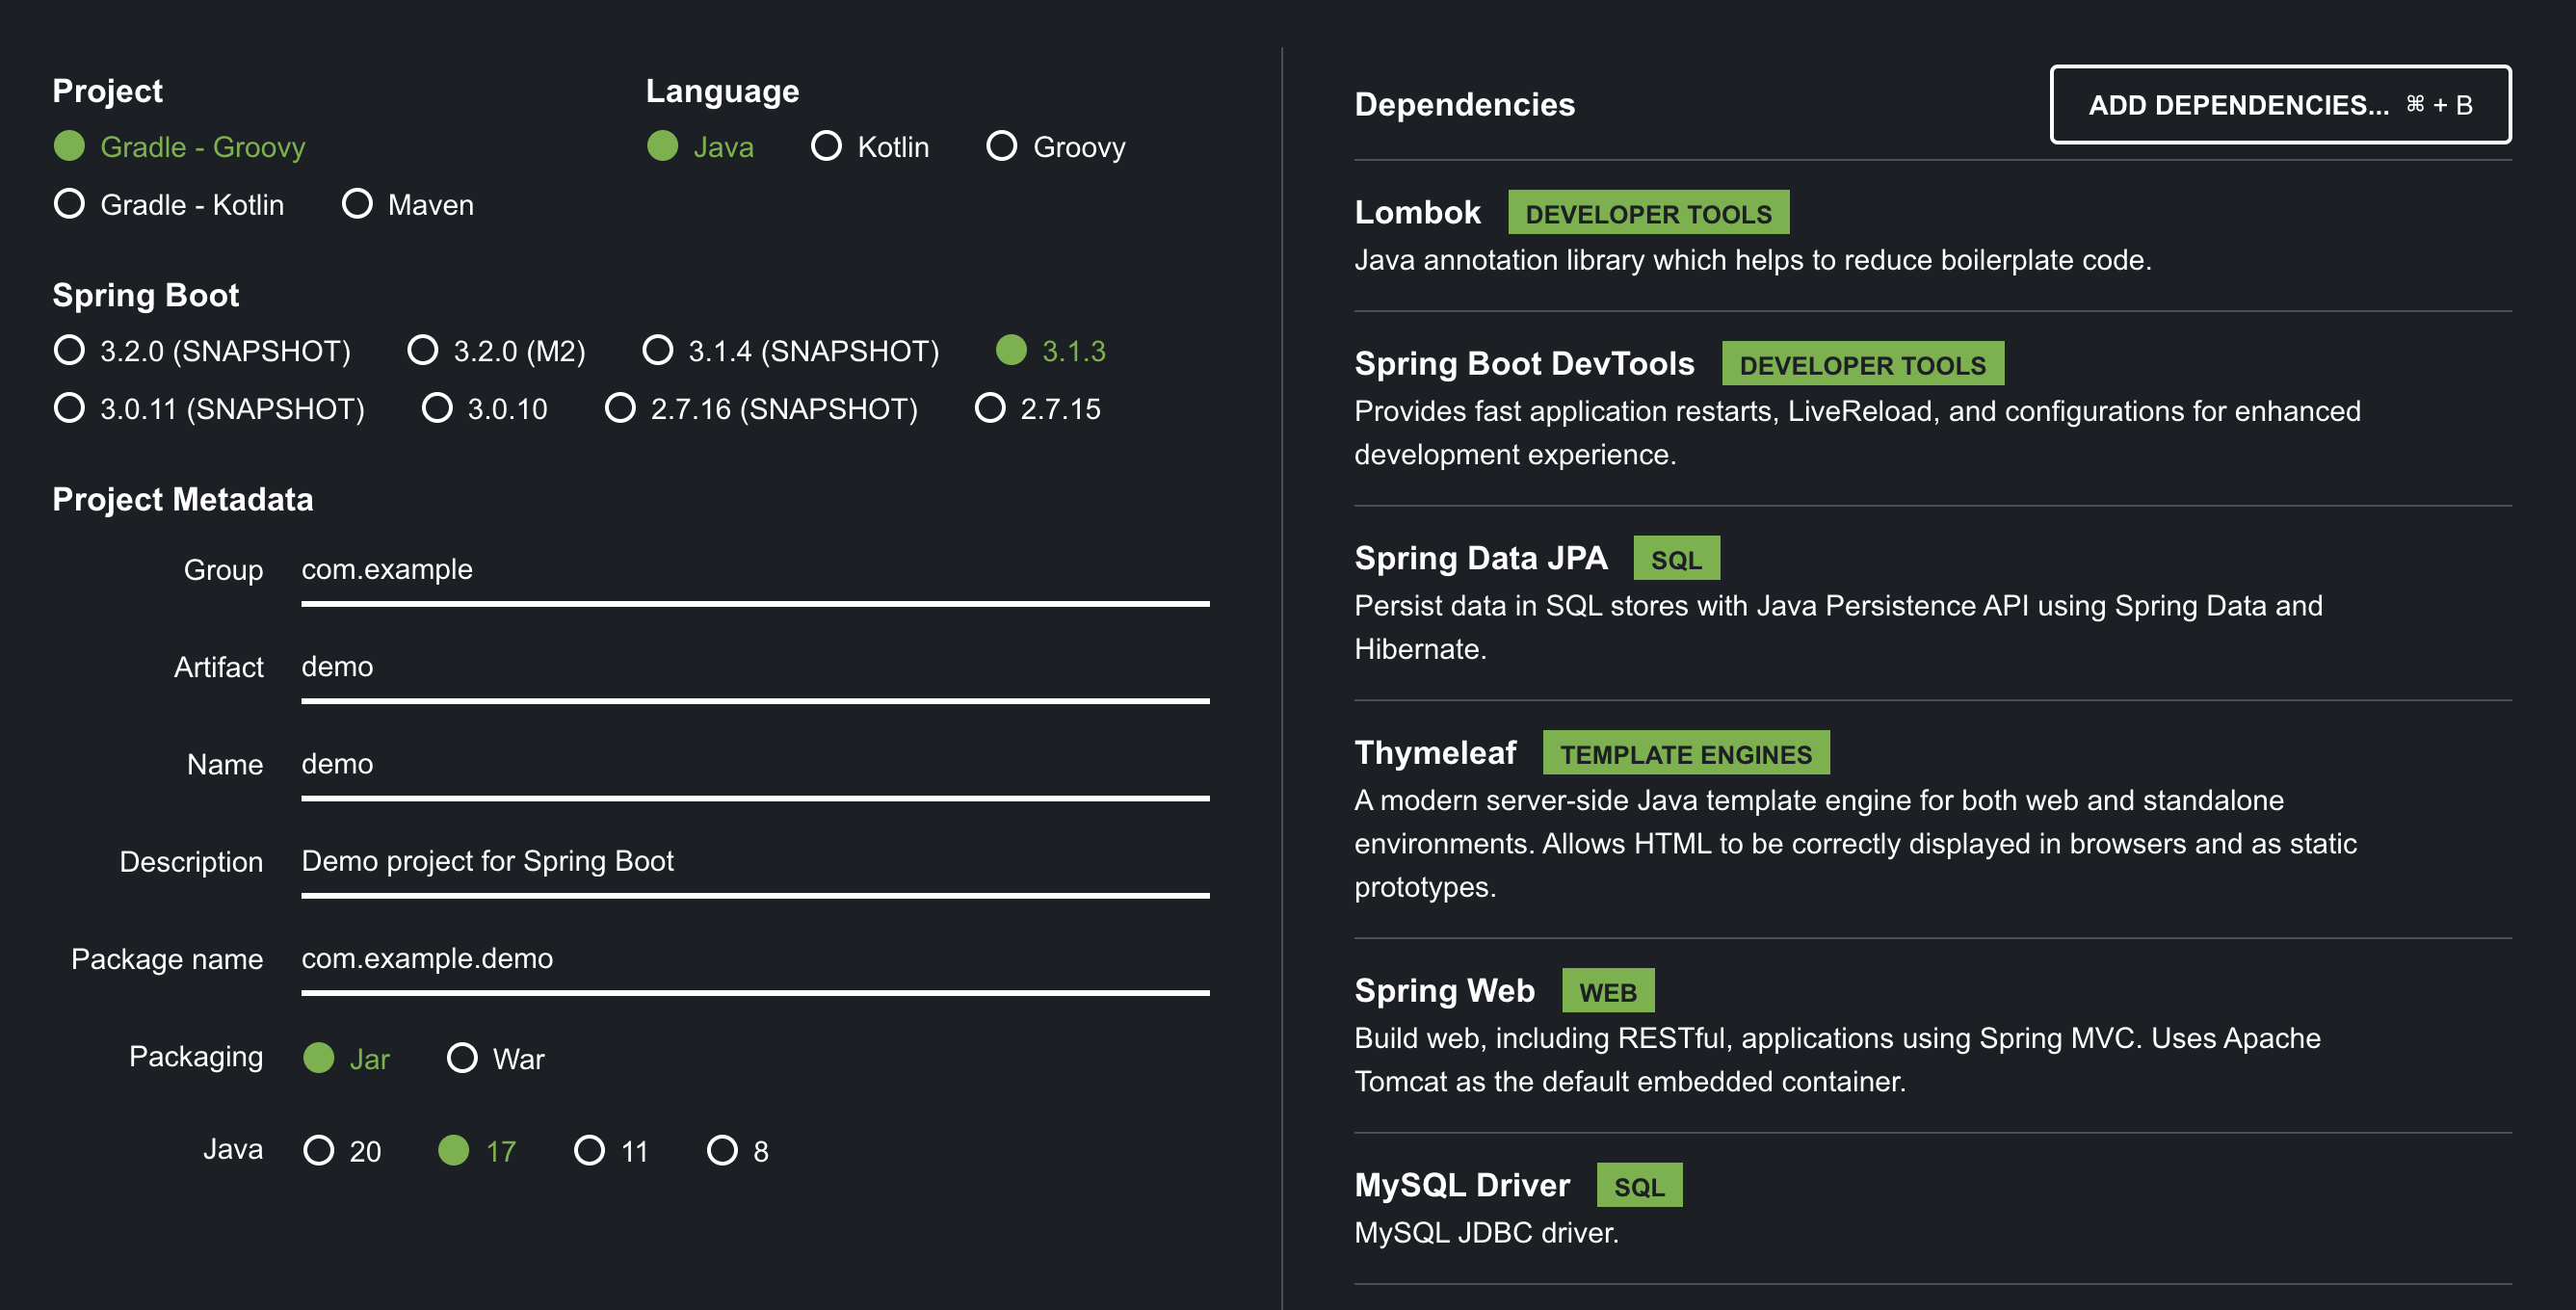 Project
Gradle - Groovy
Gradle - Kotlin Maven
Language
Java Kotlin Groovy
Spring Boot
3.2.0 (SNAPSHOT) 3.2.0 (M2) 3.1.4 (SNAPSHOT) 3.1.3
3.0.11 (SNAPSHOT) 3.0.10 2.7.16 (SNAPSHOT) 2.7.15
Project Metadata
Group com.example
Artifact demo
Name demo
Description Demo project for Spring Boot
Package name com.example.demo
Packaging Jar War
Java 20 17 11 8
Dependencies ADD DEPENDENCIES... ⌘ + B
Lombok DEVELOPER TOOLS
Java annotation library which helps to reduce boilerplate code.
Spring Boot DevTools DEVELOPER TOOLS
Provides fast application restarts, LiveReload, and configurations for enhanced
development experience.
Spring Data JPA SQL
Persist data in SQL stores with Java Persistence API using Spring Data and
Hibernate.
Thymeleaf TEMPLATE ENGINES
A modern server-side Java template engine for both web and standalone
environments. Allows HTML to be correctly displayed in browsers and as static
prototypes.
Spring Web WEB
Build web, including RESTful, applications using Spring MVC. Uses Apache
Tomcat as the default embedded container.
MySQL Driver SQL
MySQL JDBC driver.